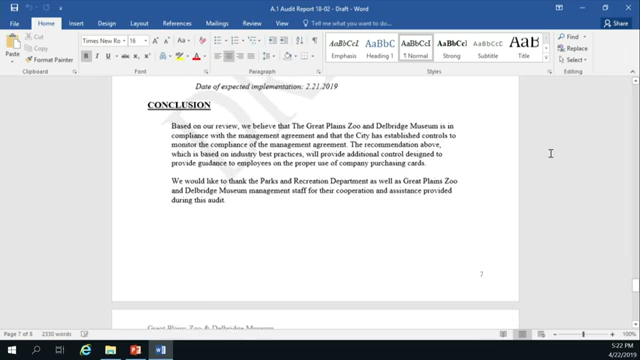 A.1 Audit Report 18-02 - Draft - Word
File Home Insert Design Layout References Mailings Review View Tell me what you want to do Share
Cut
Copy
Format Painter
Paste
Clipboard
Times New Ro 16
Font
Paragraph
AaBbCcI AaBbC AaBbCcI AaBbCcI AaBbCcI AaB
Emphasis Heading 1 ¶ Normal Strong Subtitle Title
Styles
Find
Replace
Select
Editing
Date of expected implementation: 2.21.2019
CONCLUSION
Based on our review, we believe that The Great Plains Zoo and Delbridge Museum is in
compliance with the management agreement and that the City has established controls to
monitor the compliance of the management agreement. The recommendation above,
which is based on industry best practices, will provide additional control designed to
provide guidance to employees on the proper use of company purchasing cards.
We would like to thank the Parks and Recreation Department as well as Great Plains Zoo
and Delbridge Museum management staff for their cooperation and assistance provided
during this audit.
7
Great Plains Zoo & Delbridge Museum
Page 7 of 8 2330 words 100%
5:22 PM
4/22/2019